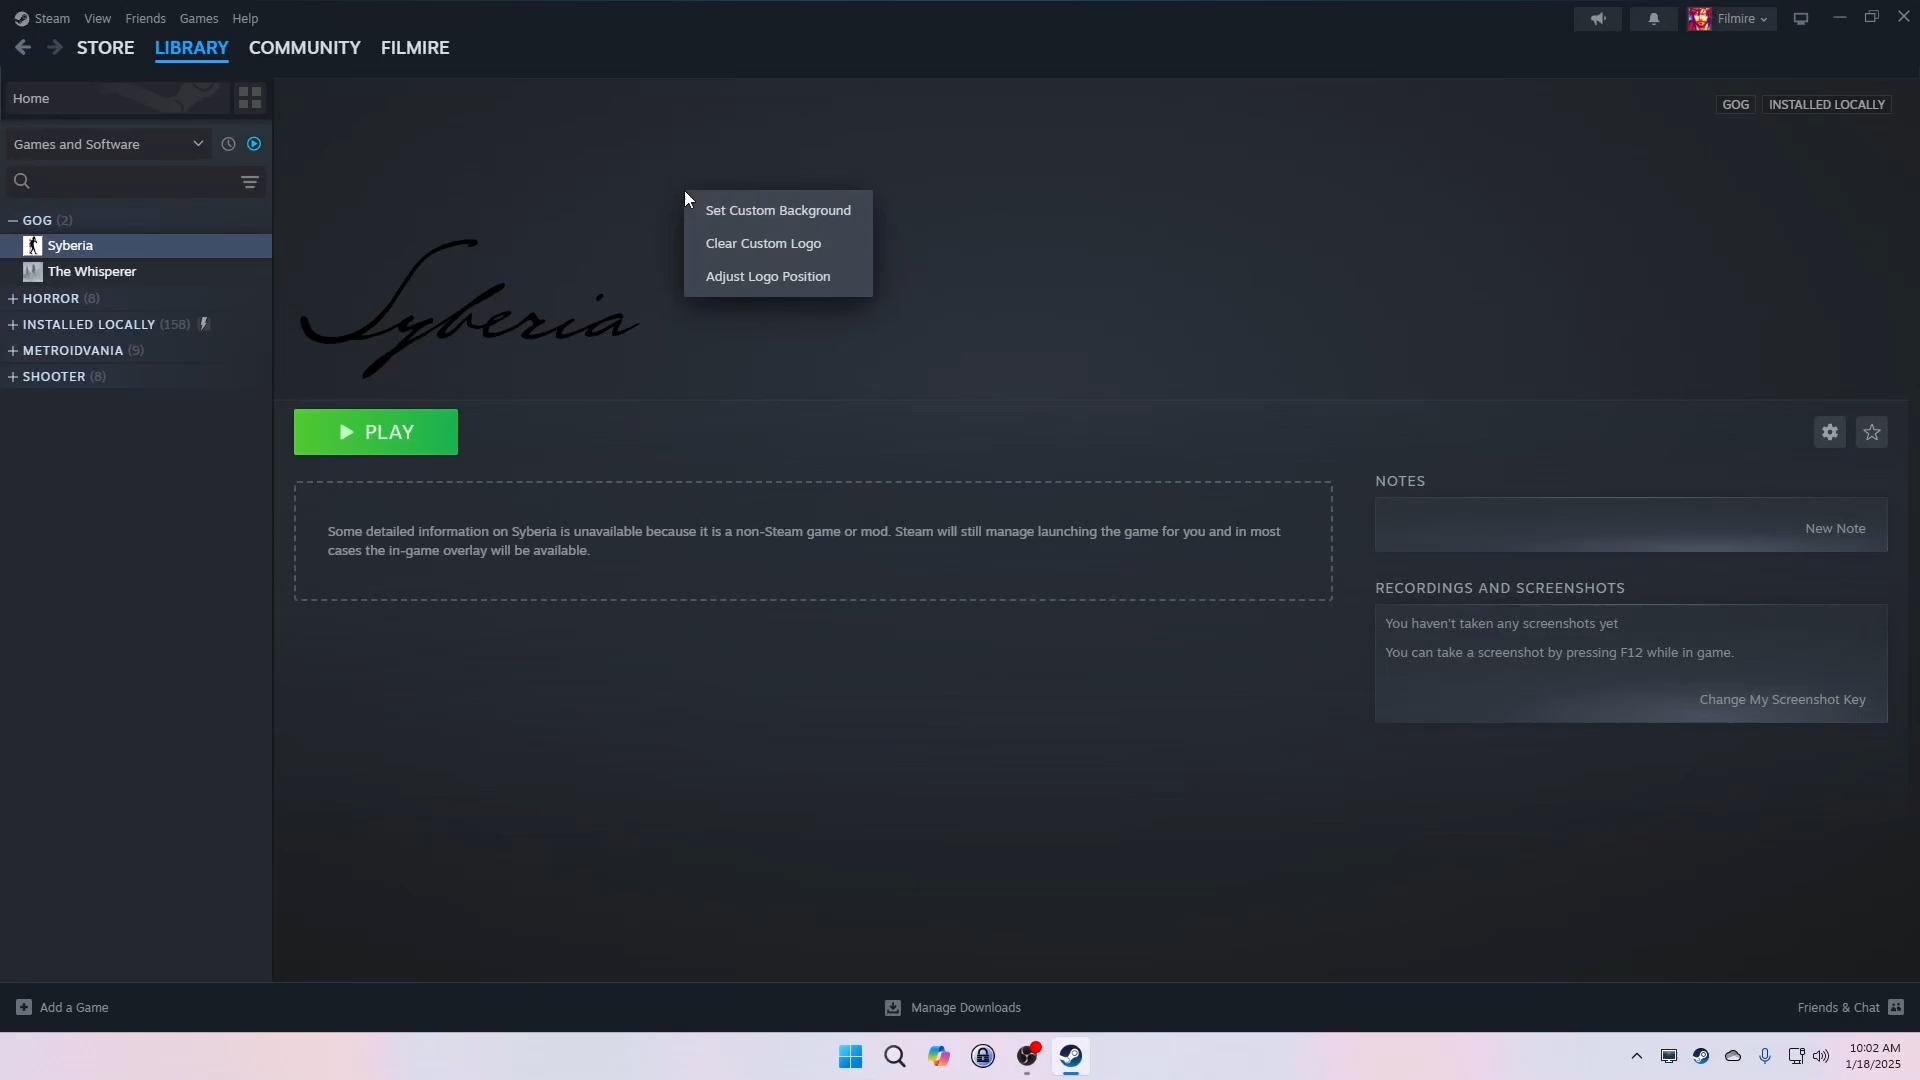 Steam View Friends Games Help
Filmire
STORE LIBRARY COMMUNITY FILMIRE
Home
GOG INSTALLED LOCALLY
Games and Software
GOG (2)
Syberia
The Whisperer
HORROR (8)
INSTALLED LOCALLY (158)
METROIDVANIA (9)
SHOOTER (8)
Set Custom Background
Clear Custom Logo
Adjust Logo Position
Syberia
PLAY
Some detailed information on Syberia is unavailable because it is a non-Steam game or mod. Steam will still manage launching the game for you and in most
cases the in-game overlay will be available.
NOTES
New Note
RECORDINGS AND SCREENSHOTS
You haven't taken any screenshots yet
You can take a screenshot by pressing F12 while in game.
Change My Screenshot Key
Add a Game
Manage Downloads
Friends & Chat
10:02 AM
1/18/2025